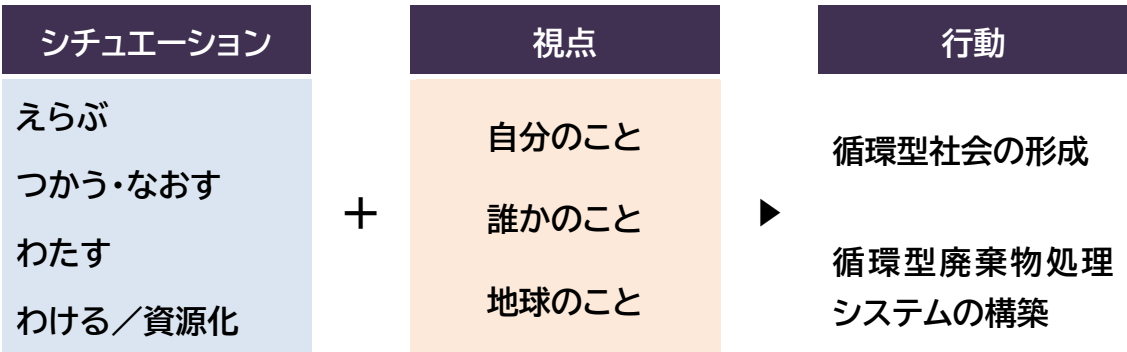 シチュエーション
えらぶ
つかう・なおす
わたす
わける／資源化
＋
視点
自分のこと
誰かのこと
地球のこと
▶
行動
循環型社会の形成
循環型廃棄物処理
システムの構築